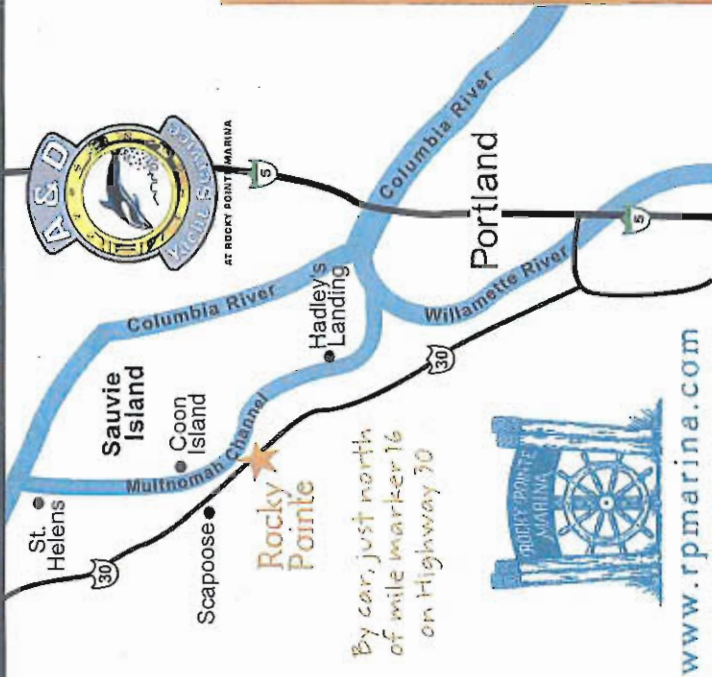 A & D
Yacht Service
AT ROCKY POINTE MARINA
5
Columbia River
Portland
5
Willamette River
Columbia River
Hadley's
Landing
30
Sauvie
Island
Coon
Island
Multnomah Channel
St.
Helens
30
Scapoose
Rocky
Pointe
By car, just north
of mile marker 16
on Highway 30
ROCKY POINTE
MARINA
www.rpmarina.com